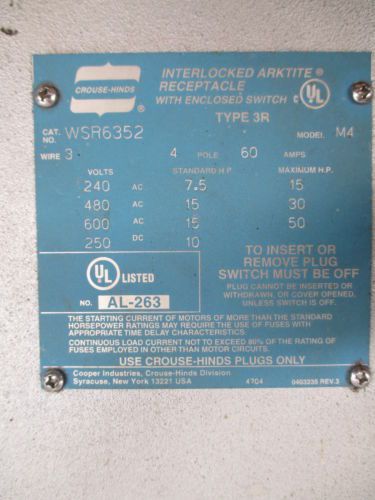 CROUSE-HINDS
®
INTERLOCKED ARKTITE®
RECEPTACLE
WITH ENCLOSED SWITCH
C UL ®
TYPE 3R
CAT. NO. WSR6352 MODEL M4
WIRE 3 4 POLE 60 AMPS
VOLTS STANDARD H.P. MAXIMUM H.P.
240 AC 7.5 15
480 AC 15 30
600 AC 15 50
250 DC 10
UL ® LISTED
NO. AL-263
TO INSERT OR
REMOVE PLUG
SWITCH MUST BE OFF
PLUG CANNOT BE INSERTED OR
WITHDRAWN, OR COVER OPENED,
UNLESS SWITCH IS OFF.
THE STARTING CURRENT OF MOTORS OF MORE THAN THE STANDARD
HORSEPOWER RATINGS MAY REQUIRE THE USE OF FUSES WITH
APPROPRIATE TIME DELAY CHARACTERISTICS.
CONTINUOUS LOAD CURRENT NOT TO EXCEED 80% OF THE RATING OF
FUSES EMPLOYED IN OTHER THAN MOTOR CIRCUITS.
USE CROUSE-HINDS PLUGS ONLY
Cooper Industries, Crouse-Hinds Division
Syracuse, New York 13221 USA 4704 0403235 REV.3